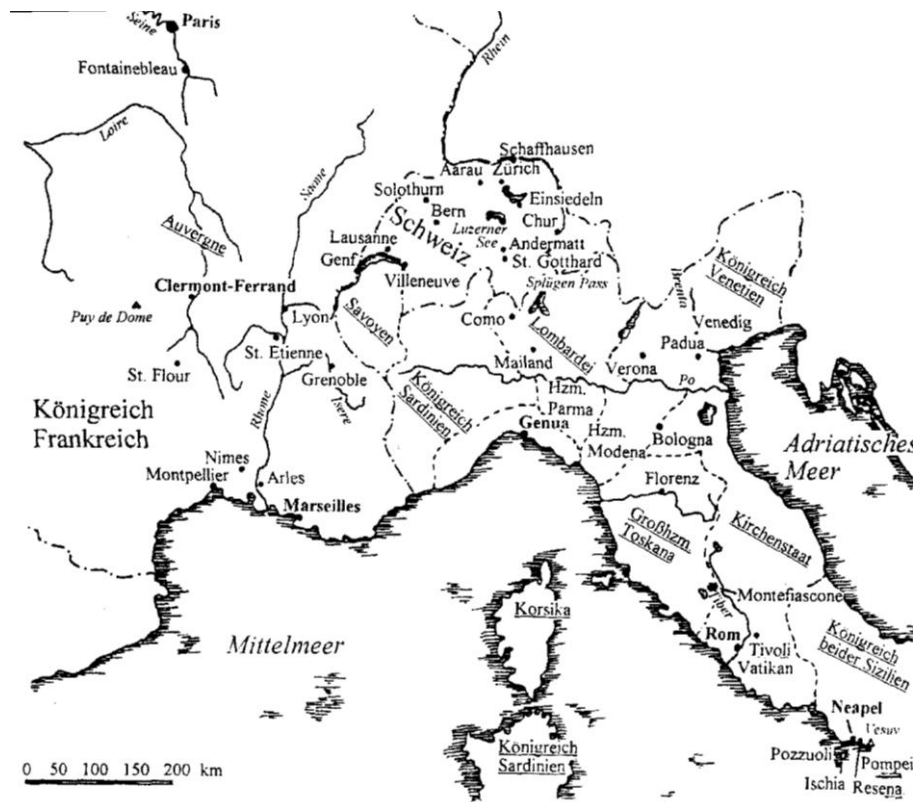 Seine
Paris
Fontainebleau
Loire
Rhein
Saone
Schaffhausen
Aarau
Zürich
Solothurn
Einsiedeln
Bern
Chur
Luzerner
See
Schweiz
Andermatt
St. Gotthard
Splügen Pass
Lausanne
Genf
Villeneuve
Auvergne
Clermont-Ferrand
Puy de Dome
Lyon
Savoyen
Como
Lombardei
Mailand
Brenta
Königreich
Venetien
Venedig
Padua
Verona
St. Etienne
St. Flour
Grenoble
Isere
Königreich
Sardinien
Hzm.
Parma
Po
Königreich
Frankreich
Rhome
Genua
Hzm.
Modena
Bologna
Adriatisches
Meer
Nimes
Montpellier
Arles
Marseilles
Florenz
Großhzm.
Toskana
Kirchenstaat
Korsika
Tiber
Montefiascone
Mittelmeer
Rom
Tivoli
Vatikan
Königreich
beider Sizilien
Neapel
Vesuv
Königreich
Sardinien
Pozzuoli
Pompei
Ischia
Resena
0 50 100 150 200 km